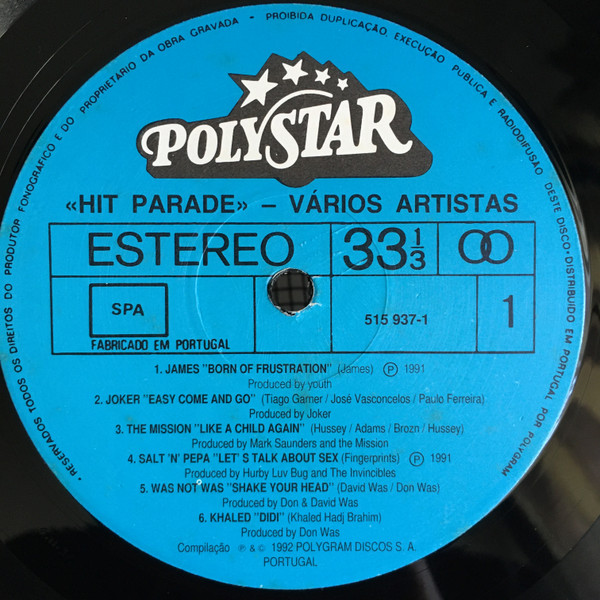 • RESERVADOS TODOS OS DIREITOS DO PRODUTOR FONOGRÁFICO E DO PROPRIETÁRIO DA OBRA GRAVADA - PROIBIDA DUPLICAÇÃO, EXECUÇÃO PUBLICA E RADIODIFUSÃO DESTE DISCO • DISTRIBUIDO EM PORTUGAL POR POLYGRAM
POLYSTAR
«HIT PARADE» – VÁRIOS ARTISTAS
ESTEREO 33 1/3
SPA 515 937-1 1
FABRICADO EM PORTUGAL
1. JAMES "BORN OF FRUSTRATION" (James) Ⓟ 1991
Produced by youth
2. JOKER "EASY COME AND GO" (Tiago Garner / José Vasconcelos / Paulo Ferreira)
Produced by Joker
3. THE MISSION "LIKE A CHILD AGAIN" (Hussey / Adams / Brozn / Hussey)
Produced by Mark Saunders and the Mission
4. SALT 'N' PEPA "LET´S TALK ABOUT SEX (Fingerprints) Ⓟ 1991
Produced by Hurby Luv Bug and The Invincibles
5. WAS NOT WAS "SHAKE YOUR HEAD" (David Was / Don Was)
Produced by Don & David Was
6. KHALED "DIDI" (Khaled Hadj Brahim)
Produced by Don Was
Compilação Ⓟ & © 1992 POLYGRAM DISCOS S. A.
PORTUGAL